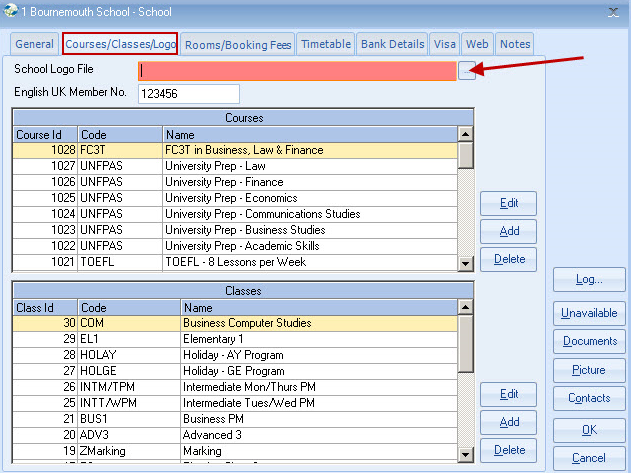 1 Bournemouth School - School
General Courses/Classes/Logo Rooms/Booking Fees Timetable Bank Details Visa Web Notes
School Logo File ...
English UK Member No. 123456
Courses
Course Id Code Name
1028 FC3T FC3T in Business, Law & Finance
1027 UNFPAS University Prep - Law
1026 UNFPAS University Prep - Finance
1025 UNFPAS University Prep - Economics
1024 UNFPAS University Prep - Communications Studies
1023 UNFPAS University Prep - Business Studies
1022 UNFPAS University Prep - Academic Skills
1021 TOEFL TOEFL - 8 Lessons per Week
Edit
Add
Delete
Classes
Class Id Code Name
30 COM Business Computer Studies
29 EL1 Elementary 1
28 HOLAY Holiday - AY Program
27 HOLGE Holiday - GE Program
26 INTM/TPM Intermediate Mon/Thurs PM
25 INTT/WPM Intermediate Tues/Wed PM
21 BUS1 Business PM
20 ADV3 Advanced 3
19 ZMarking Marking
Edit
Add
Delete
Log...
Unavailable
Documents
Picture
Contacts
OK
Cancel